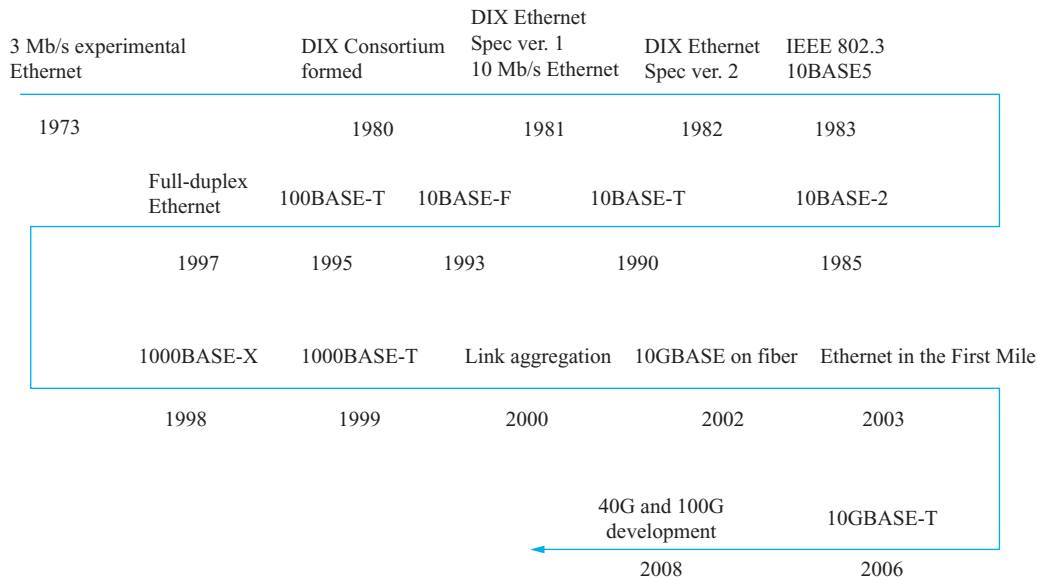 3 Mb/s experimental
Ethernet
DIX Consortium
formed
DIX Ethernet
Spec ver. 1
10 Mb/s Ethernet
DIX Ethernet
Spec ver. 2
IEEE 802.3
10BASE5
1973
1980
1981
1982
1983
Full-duplex
Ethernet
100BASE-T
10BASE-F
10BASE-T
10BASE-2
1997
1995
1993
1990
1985
1000BASE-X
1000BASE-T
Link aggregation
10GBASE on fiber
Ethernet in the First Mile
1998
1999
2000
2002
2003
40G and 100G
development
10GBASE-T
2008
2006